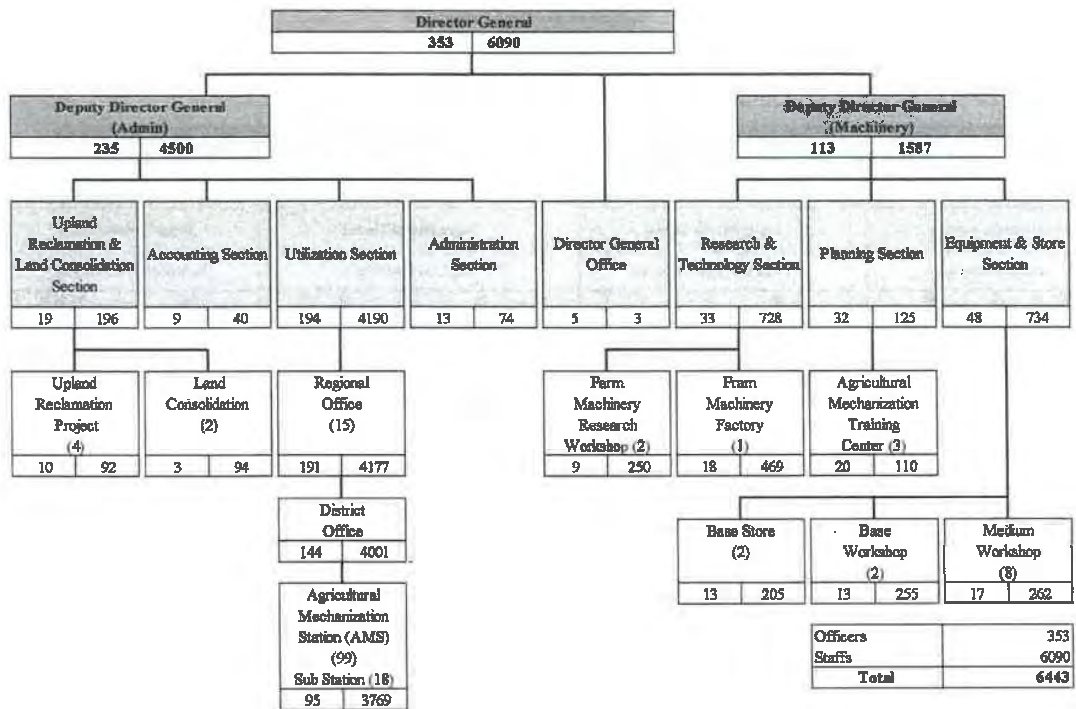 Director General
353 6090
Deputy Director General
(Admin)
235 4500
Deputy Director General
(Machinery)
113 1587
Upland
Reclamation &
Land Consolidation
Section
19 196
Accounting Section
9 40
Utilization Section
194 4190
Administration
Section
13 74
Director General
Office
5 3
Research &
Technology Section
33 728
Planning Section
32 125
Equipment & Store
Section
48 734
Upland
Reclamation
Project
(4)
10 92
Land
Consolidation
(2)
3 94
Regional
Office
(15)
191 4177
Farm
Machinery
Research
Workshop (2)
9 250
Fram
Machinery
Factory
(1)
18 469
Agricultural
Mechanization
Training
Center (3)
20 110
District
Office
144 4001
Base Store
(2)
13 205
Base
Workshop
(2)
13 255
Medium
Workshop
(8)
17 262
Agricultural
Mechanization
Station (AMS)
(99)
Sub Station (18)
95 3769
Officers 353
Staffs 6090
Total 6443